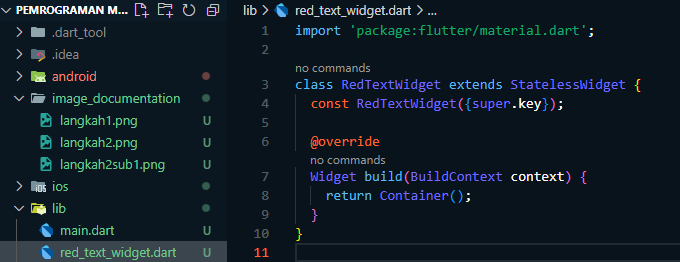 PEMROGRAMAN M...
.dart_tool
.idea
android
image_documentation
langkah1.png U
langkah2.png U
langkah2sub1.png U
ios
lib
main.dart U
red_text_widget.dart U
lib > red_text_widget.dart > ...
1 import 'package:flutter/material.dart';
2
no commands
3 class RedTextWidget extends StatelessWidget {
4 const RedTextWidget({super.key});
5
6 @override
no commands
7 Widget build(BuildContext context) {
8 return Container();
9 }
10 }
11